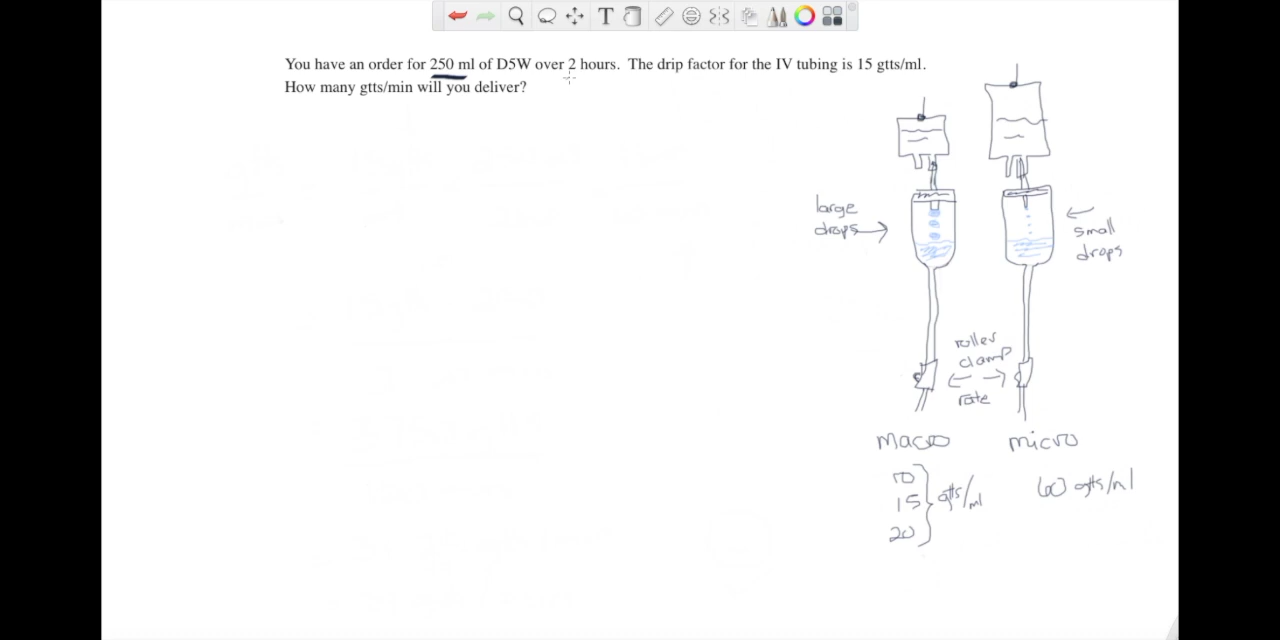 You have an order for 250 ml of D5W over 2 hours. The drip factor for the IV tubing is 15 gtts/ml.
How many gtts/min will you deliver?
large
drops
small
drops
roller
clamp
rate
macro
micro
10
15
20
gtts/ml
60 gtts/ml